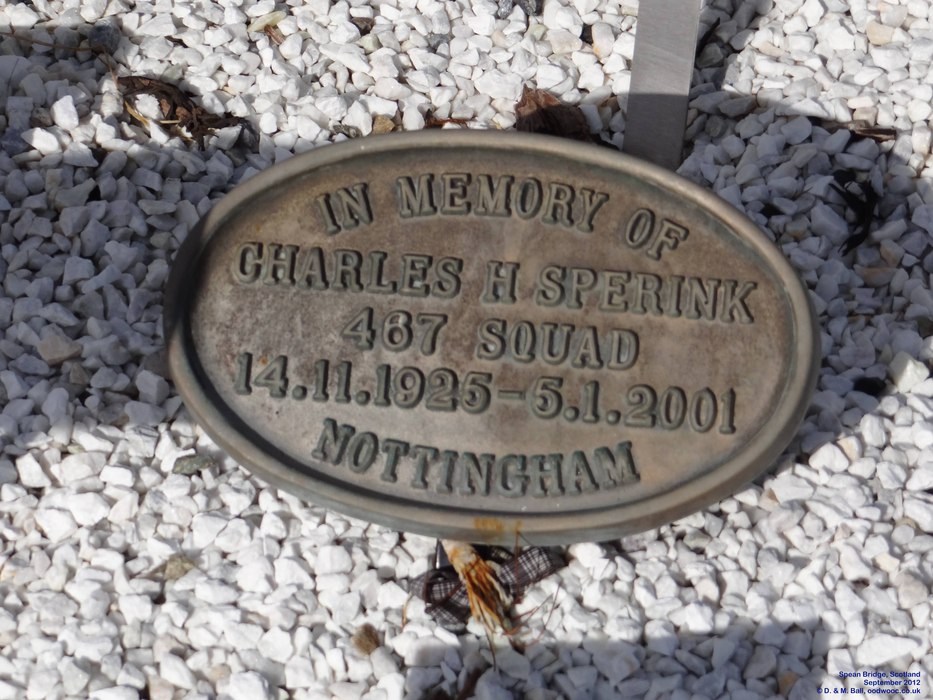 IN MEMORY OF
CHARLES H SPERINK
467 SQUAD
14.11.1925-5.1.2001
NOTTINGHAM
Spean Bridge, Scotland
September 2012
© D. & M. Ball, oodwooc.co.uk